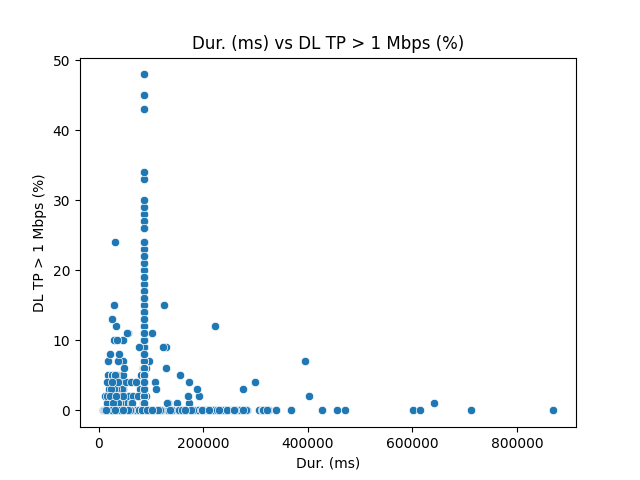 Dur. (ms) vs DL TP > 1 Mbps (%)
50
40
30
20
10
0
DL TP > 1 Mbps (%)
0 200000 400000 600000 800000
Dur. (ms)